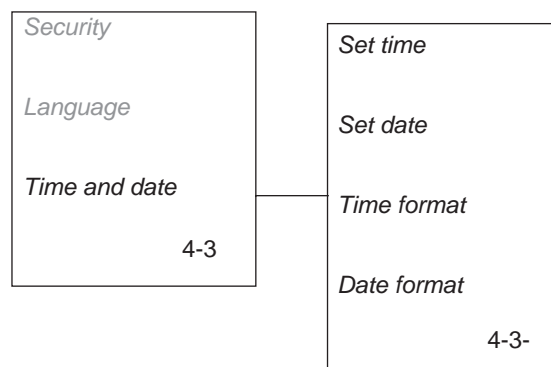 Security
Language
Time and date
4-3
Set time
Set date
Time format
Date format
4-3-